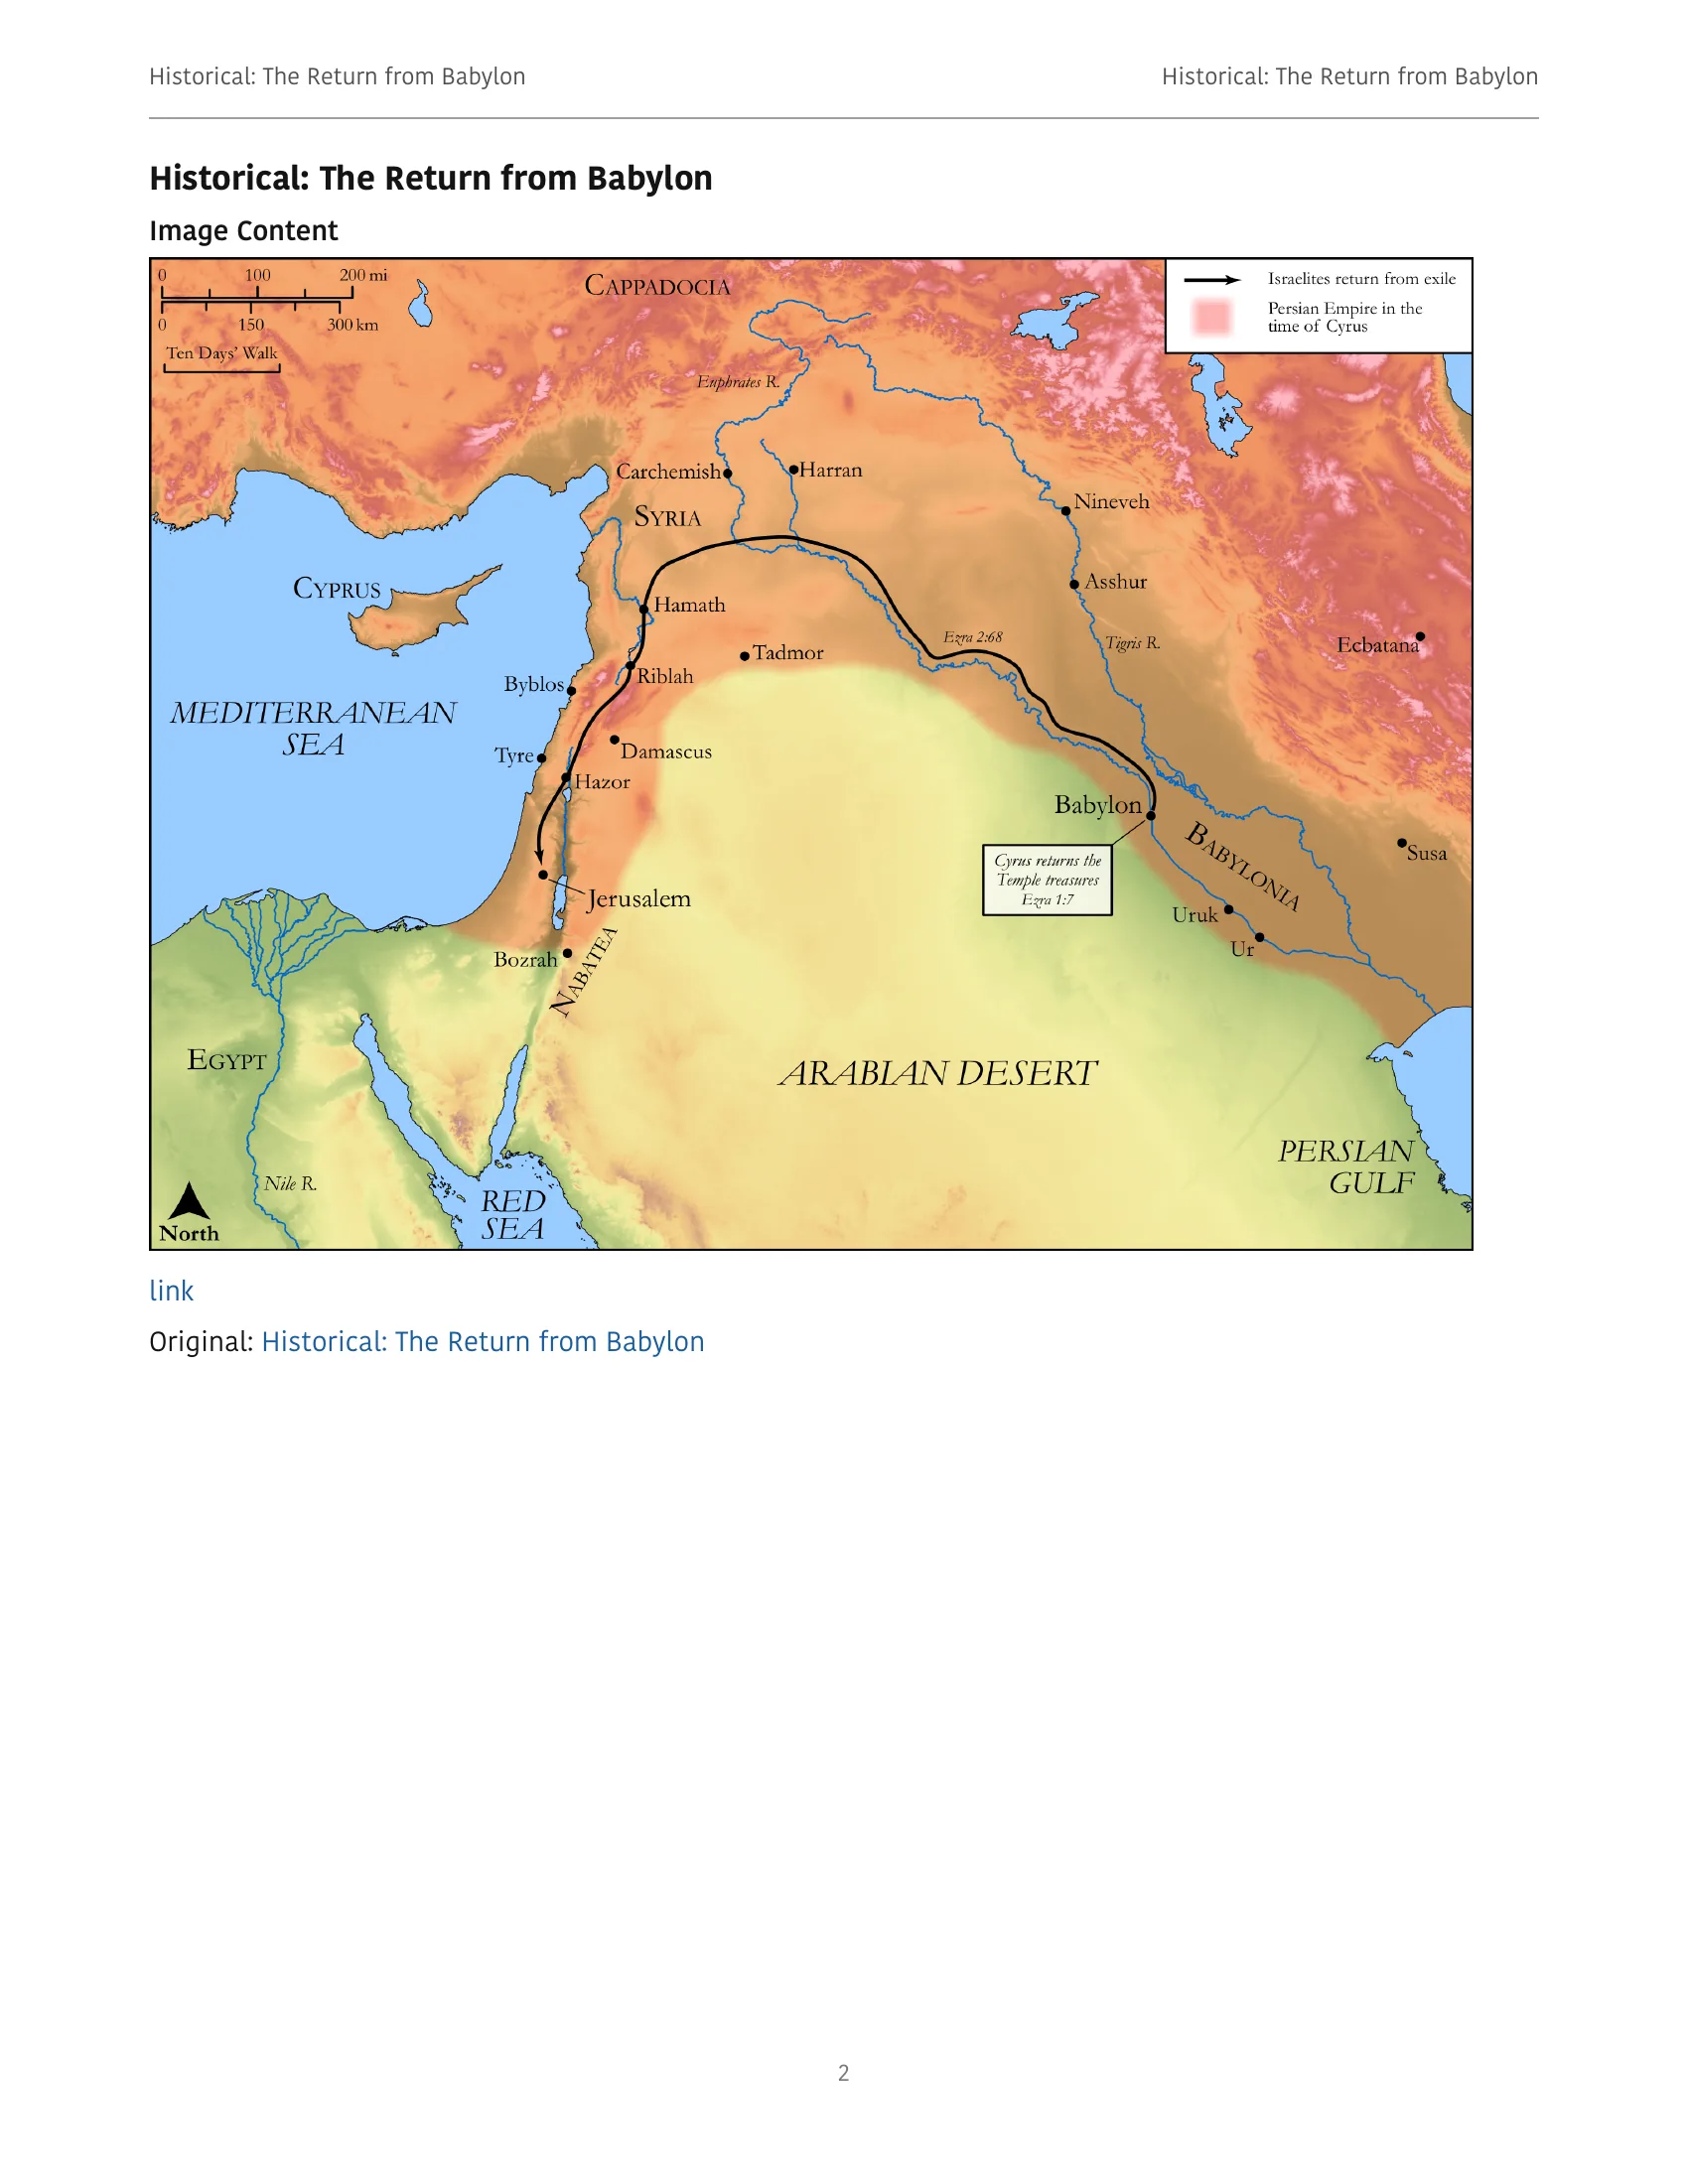 Historical: The Return from Babylon
Historical: The Return from Babylon
Historical: The Return from Babylon
Image Content
0 100 200 mi
0 150 300 km
Ten Days' Walk
CAPPADOCIA
Israelites return from exile
Persian Empire in the
time of Cyrus
Euphrates R.
Carchemish
Harran
Nineveh
SYRIA
Asshur
CYPRUS
Hamath
Ezra 2:68
Tigris R.
Ecbatana
Tadmor
Riblah
Byblos
MEDITERRANEAN
SEA
Damascus
Tyre
Hazor
Babylon
BABYLONIA
Cyrus returns the
Temple treasures
Ezra 1:7
Susa
Jerusalem
Uruk
Ur
Bozrah
NABATEA
EGYPT
ARABIAN DESERT
PERSIAN
GULF
Nile R.
RED
SEA
North
link
Original: Historical: The Return from Babylon
2